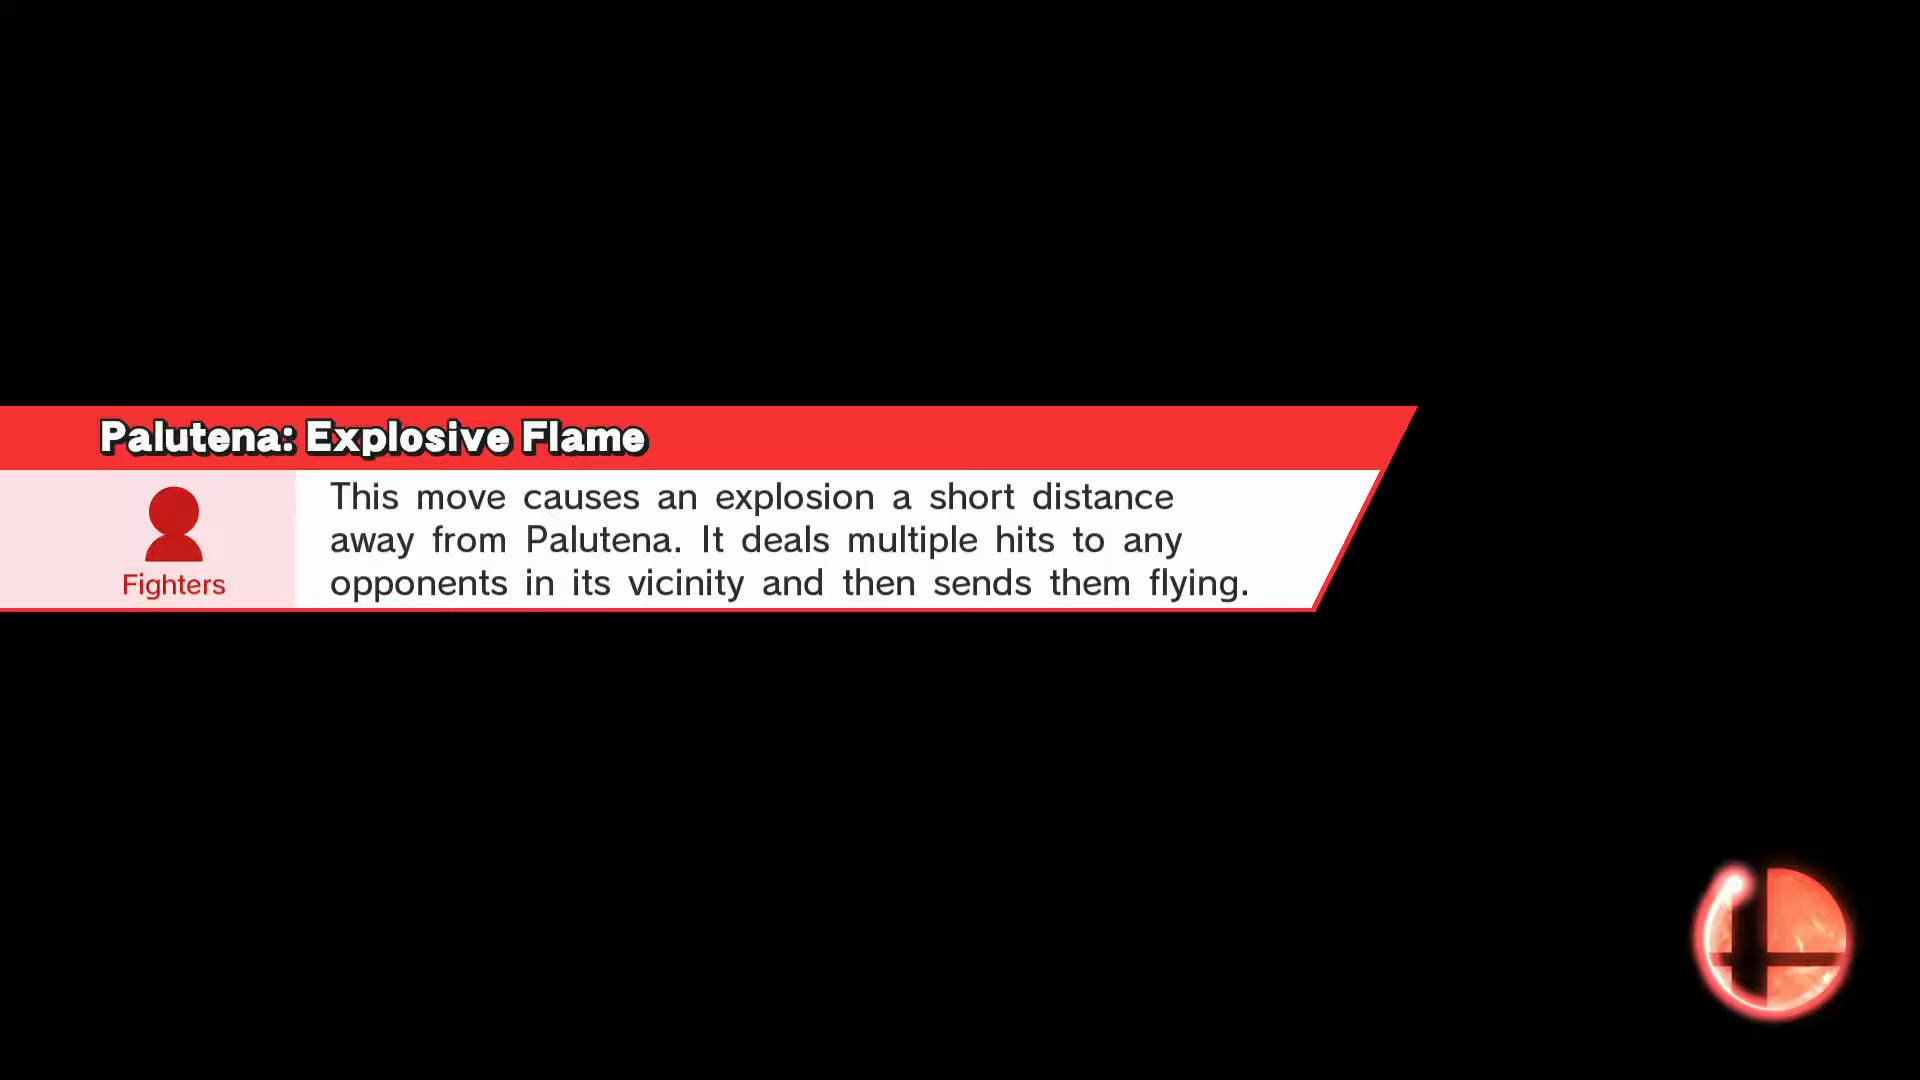 Palutena: Explosive Flame
Fighters
This move causes an explosion a short distance
away from Palutena. It deals multiple hits to any
opponents in its vicinity and then sends them flying.